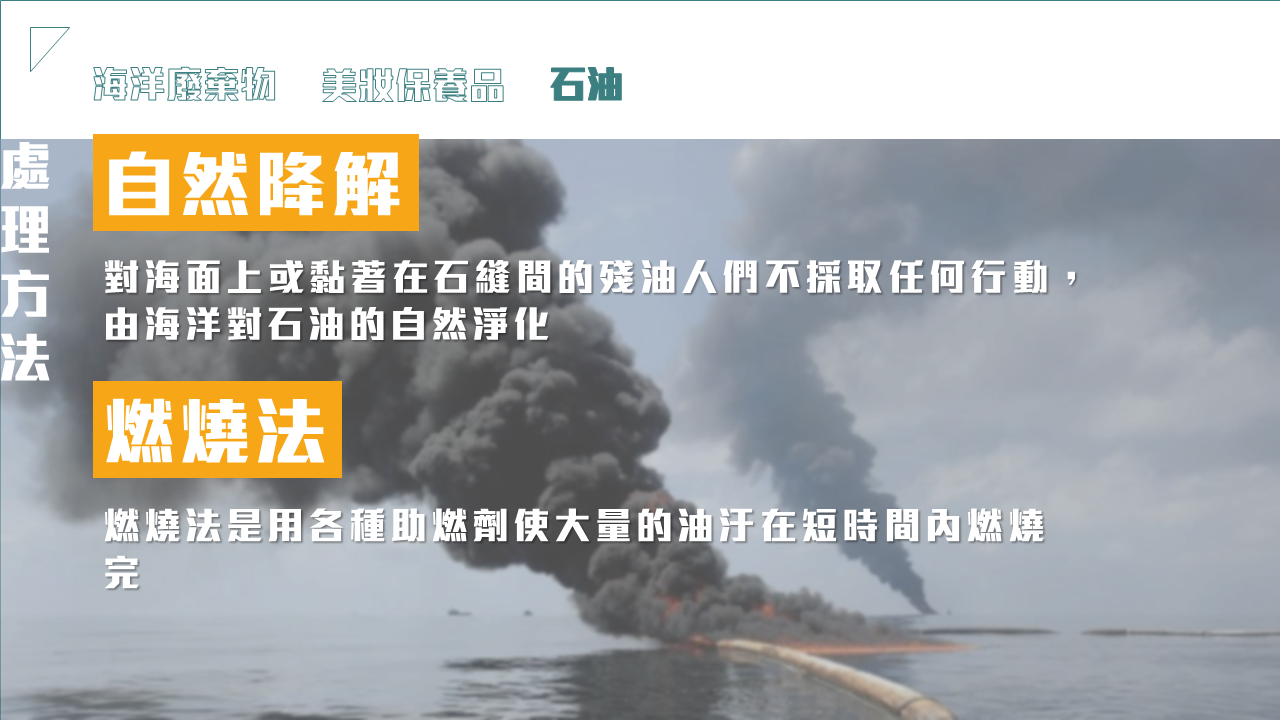 海洋廢棄物 美妝保養品 石油
處理方法
自然降解
對海面上或黏著在石縫間的殘油人們不採取任何行動，
由海洋對石油的自然淨化
燃燒法
燃燒法是用各種助燃劑使大量的油汙在短時間內燃燒
完